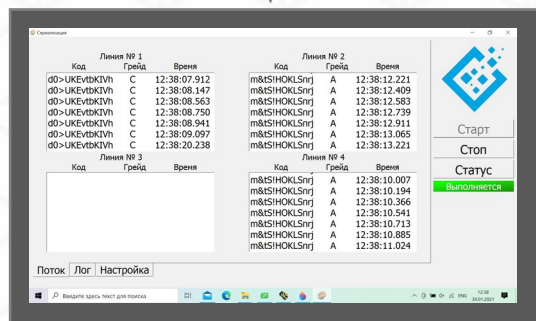 Сериализация
Линия № 1
Код Грейд Время
d0>UKEvtbKIVh C 12:38:07.912
d0>UKEvtbKIVh C 12:38:08.147
d0>UKEvtbKIVh C 12:38:08.563
d0>UKEvtbKIVh C 12:38:08.750
d0>UKEvtbKIVh C 12:38:08.941
d0>UKEvtbKIVh C 12:38:09.097
d0>UKEvtbKIVh C 12:38:20.238
Линия № 2
Код Грейд Время
m&tS!HOKLSnrj A 12:38:12.221
m&tS!HOKLSnrj A 12:38:12.409
m&tS!HOKLSnrj A 12:38:12.583
m&tS!HOKLSnrj A 12:38:12.739
m&tS!HOKLSnrj A 12:38:12.911
m&tS!HOKLSnrj A 12:38:13.065
m&tS!HOKLSnrj A 12:38:13.221
Линия № 3
Код Грейд Время
Линия № 4
Код Грейд Время
m&tS!HOKLSnrj A 12:38:10.007
m&tS!HOKLSnrj A 12:38:10.194
m&tS!HOKLSnrj A 12:38:10.366
m&tS!HOKLSnrj A 12:38:10.541
m&tS!HOKLSnrj A 12:38:10.713
m&tS!HOKLSnrj A 12:38:10.885
m&tS!HOKLSnrj A 12:38:11.024
Старт
Стоп
Статус
Выполняется
Поток Лог Настройка
Введите здесь текст для поиска
ENG
12:38
30.01.2021